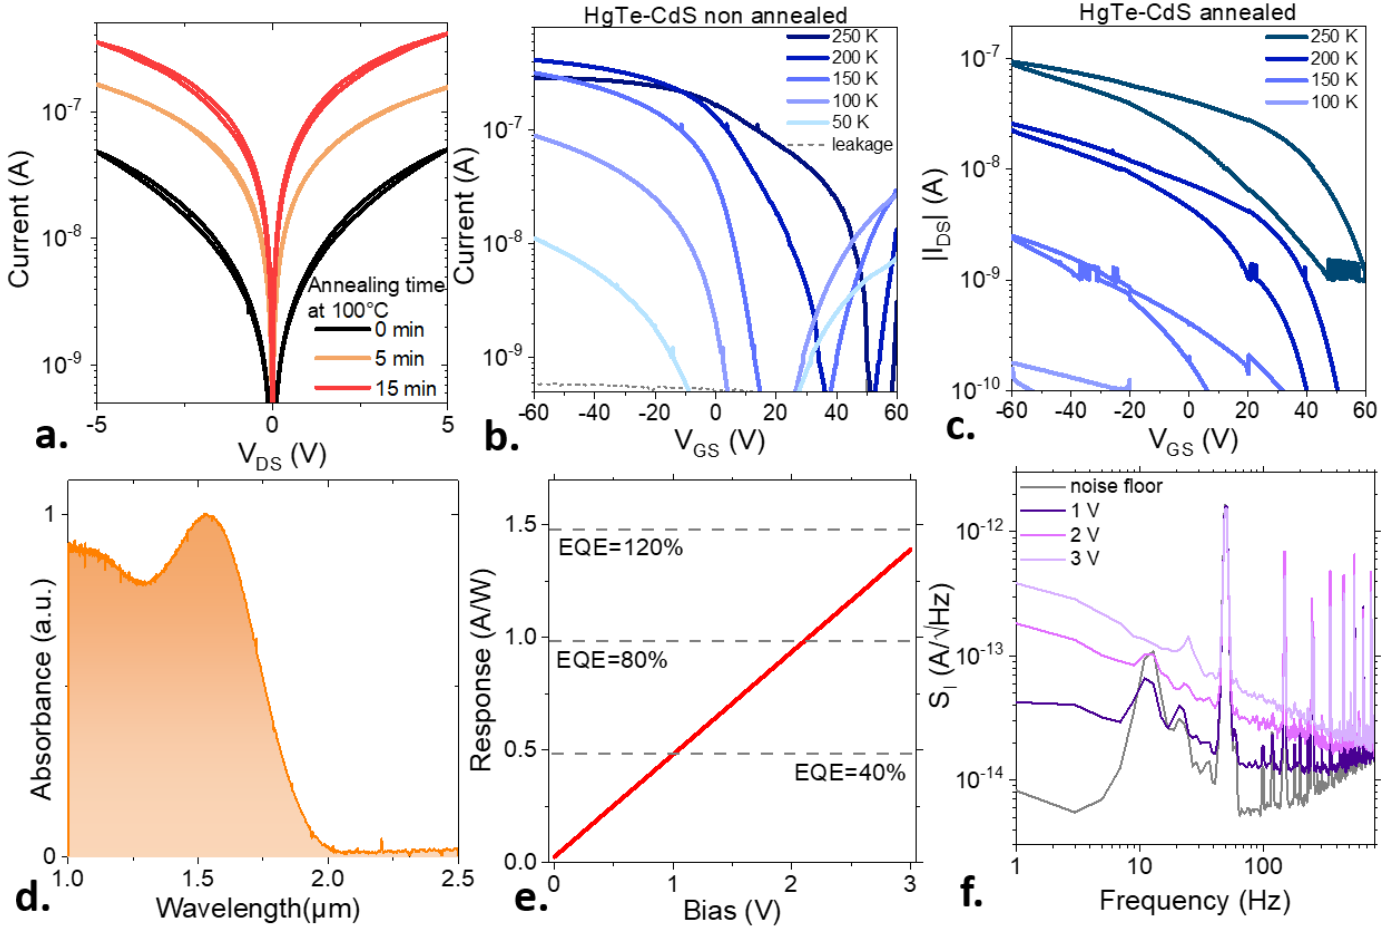 Current (A)
10⁻⁷
10⁻⁸
10⁻⁹
Annealing time
at 100°C
0 min
5 min
15 min
-5
0
5
V_DS (V)
a.
HgTe-CdS non annealed
Current (A)
10⁻⁷
10⁻⁸
10⁻⁹
250 K
200 K
150 K
100 K
50 K
leakage
-60
-40
-20
0
20
40
60
V_GS (V)
b.
HgTe-CdS annealed
|I_DS| (A)
10⁻⁷
10⁻⁸
10⁻⁹
10⁻¹⁰
250 K
200 K
150 K
100 K
-60
-40
-20
0
20
40
60
V_GS (V)
c.
Absorbance (a.u.)
1
0
1.0
1.5
2.0
2.5
Wavelength(µm)
d.
Response (A/W)
1.5
1.0
0.5
0.0
EQE=120%
EQE=80%
EQE=40%
0
1
2
3
Bias (V)
e.
S_I (A/√Hz)
10⁻¹²
10⁻¹³
10⁻¹⁴
noise floor
1 V
2 V
3 V
1
10
100
Frequency (Hz)
f.